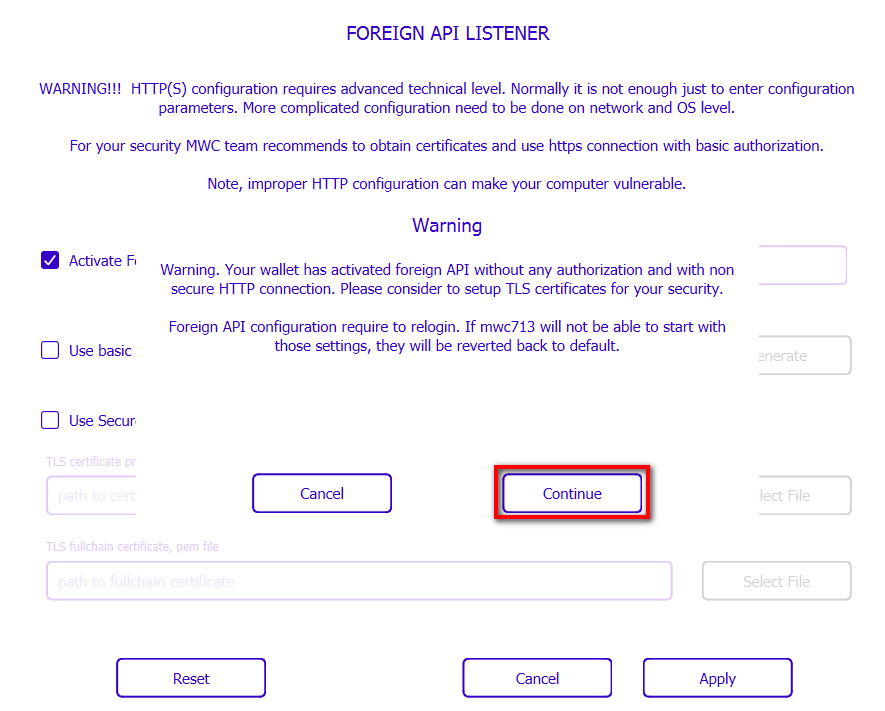 FOREIGN API LISTENER
WARNING!!! HTTP(S) configuration requires advanced technical level. Normally it is not enough just to enter configuration
parameters. More complicated configuration need to be done on network and OS level.
For your security MWC team recommends to obtain certificates and use https connection with basic authorization.
Note, improper HTTP configuration can make your computer vulnerable.
Warning
Activate Fo
Warning. Your wallet has activated foreign API without any authorization and with non
secure HTTP connection. Please consider to setup TLS certificates for your security.
Foreign API configuration require to relogin. If mwc713 will not be able to start with
those settings, they will be reverted back to default.
Use basic
enerate
Use Secur
TLS certificate pr
path to cert
Cancel
Continue
lect File
TLS fullchain certificate, pem file
path to fullchain certificate
Select File
Reset
Cancel
Apply